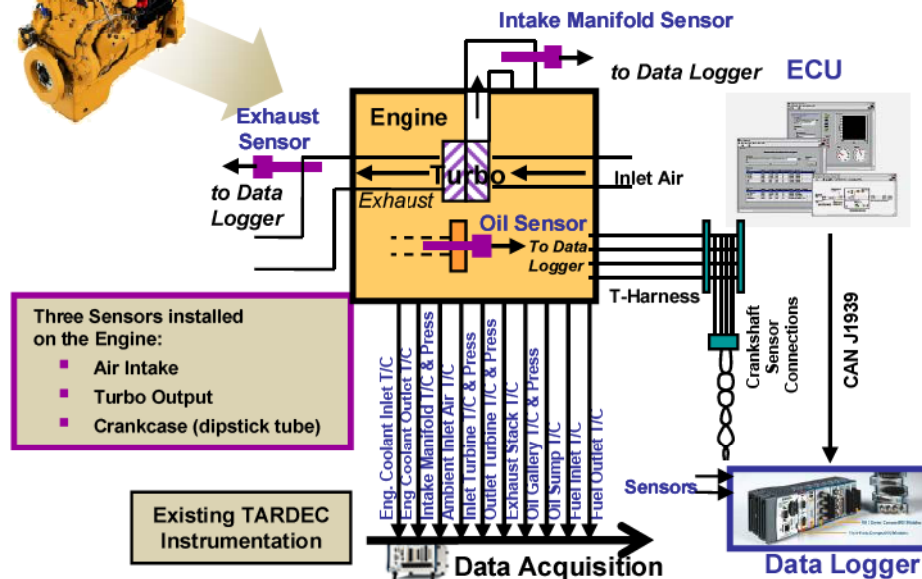 Intake Manifold Sensor
to Data Logger
ECU
Exhaust
Sensor
Engine
Turbo
Inlet Air
to Data
Logger
Exhaust
Oil Sensor
To Data
Logger
T-Harness
Crankshaft
Sensor
Connections
CAN J1939
Three Sensors installed
on the Engine:
Air Intake
Turbo Output
Crankcase (dipstick tube)
Eng. Coolant Inlet T/C
Eng Coolant Outlet T/C
Intake Manifold T/C & Press
Ambient Inlet Air T/C
Inlet Turbine T/C & Press
Outlet Turbine T/C & Press
Exhaust Stack T/C
Oil Gallery T/C & Press
Oil Sump T/C
Fuel Inlet T/C
Fuel Outlet T/C
Sensors
Existing TARDEC
Instrumentation
Data Acquisition
Data Logger